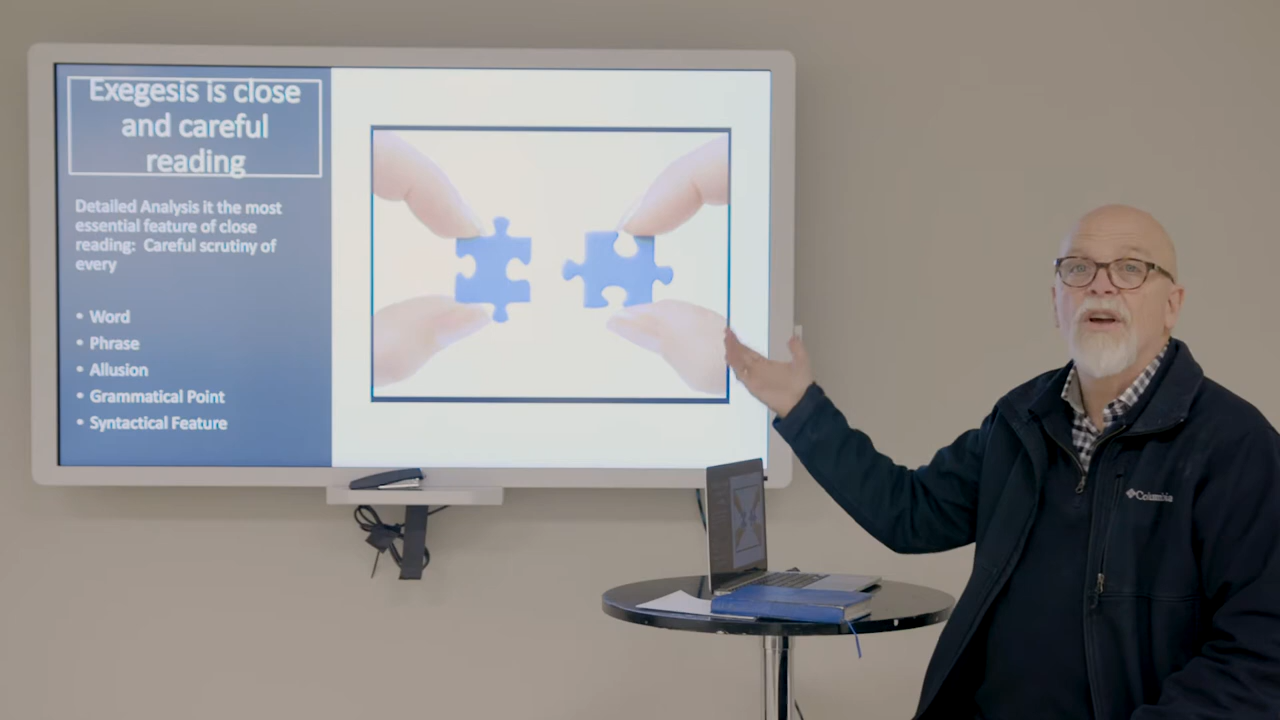 Exegesis is close
and careful
reading
Detailed Analysis it the most
essential feature of close
reading: Careful scrutiny of
every
• Word
• Phrase
• Allusion
• Grammatical Point
• Syntactical Feature
Columbia